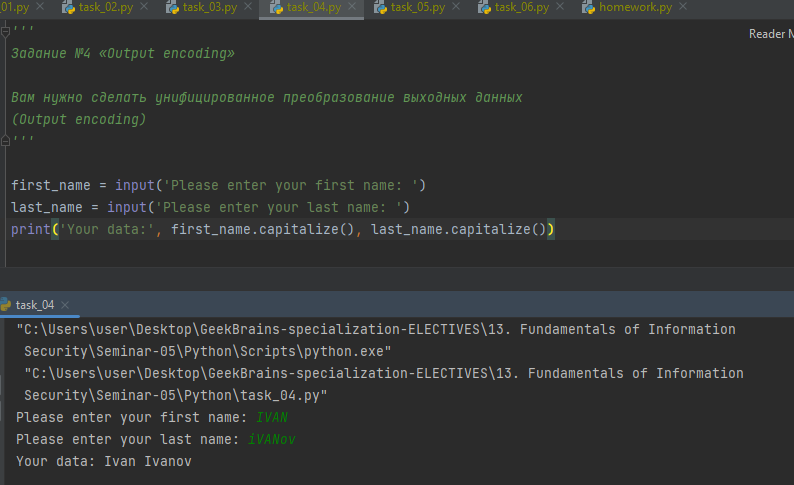 _01.py task_02.py task_03.py task_04.py task_05.py task_06.py homework.py
'''
Reader M
Задание №4 «Output encoding»
Вам нужно сделать унифицированное преобразование выходных данных
(Output encoding)
'''
first_name = input('Please enter your first name: ')
last_name = input('Please enter your last name: ')
print('Your data:', first_name.capitalize(), last_name.capitalize())
task_04
"C:\Users\user\Desktop\GeekBrains-specialization-ELECTIVES\13. Fundamentals of Information
Security\Seminar-05\Python\Scripts\python.exe"
"C:\Users\user\Desktop\GeekBrains-specialization-ELECTIVES\13. Fundamentals of Information
Security\Seminar-05\Python\task_04.py"
Please enter your first name: IVAN
Please enter your last name: iVANov
Your data: Ivan Ivanov